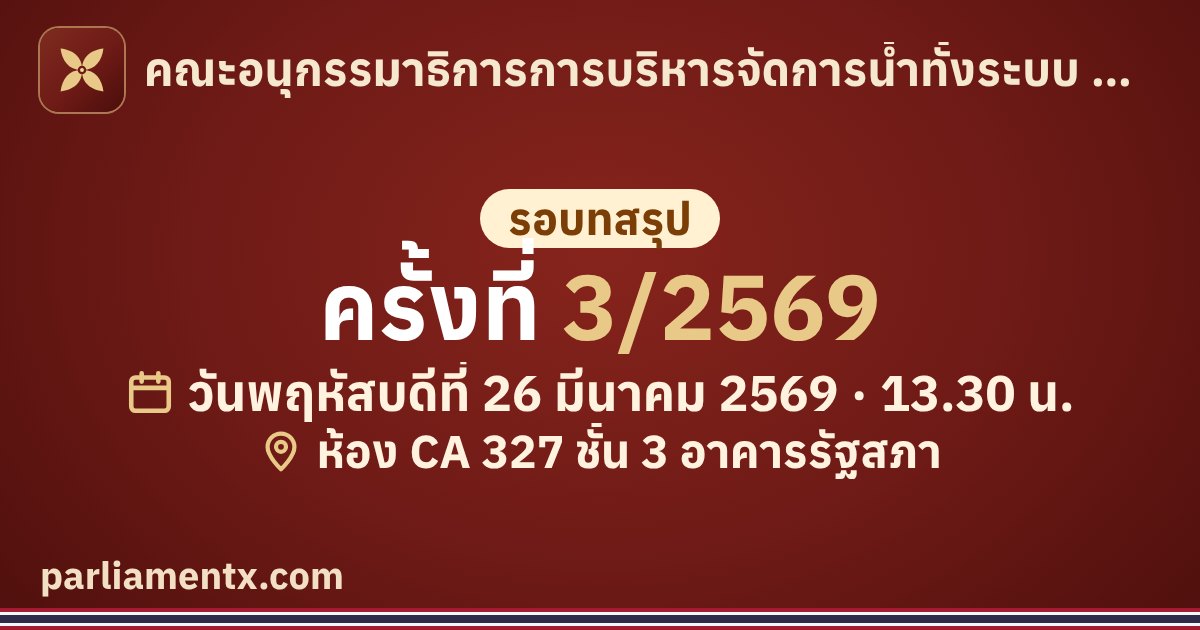 คณะอนุกรรมาธิการการบริหารจัดการน้ำทั้งระบบ ...
รอบทสรุป
ครั้งที่ 3/2569
วันพฤหัสบดีที่ 26 มีนาคม 2569 · 13.30 น.
ห้อง CA 327 ชั้น 3 อาคารรัฐสภา
parliamentx.com